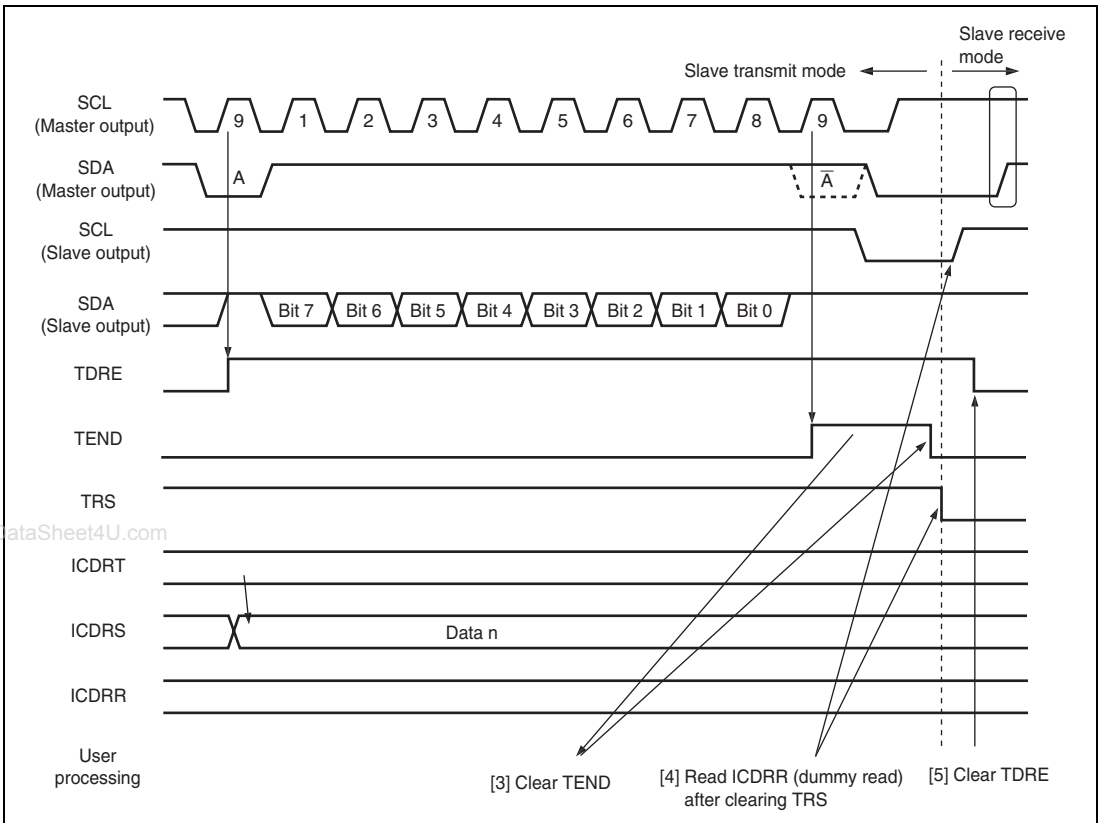 Slave receive
mode
Slave transmit mode
SCL
(Master output)
9 1 2 3 4 5 6 7 8 9
SDA
(Master output)
A A̅
SCL
(Slave output)
SDA
(Slave output)
Bit 7 Bit 6 Bit 5 Bit 4 Bit 3 Bit 2 Bit 1 Bit 0
TDRE
TEND
TRS
DataSheet4U.com
ICDRT
ICDRS
Data n
ICDRR
User
processing
[3] Clear TEND
[4] Read ICDRR (dummy read)
after clearing TRS
[5] Clear TDRE